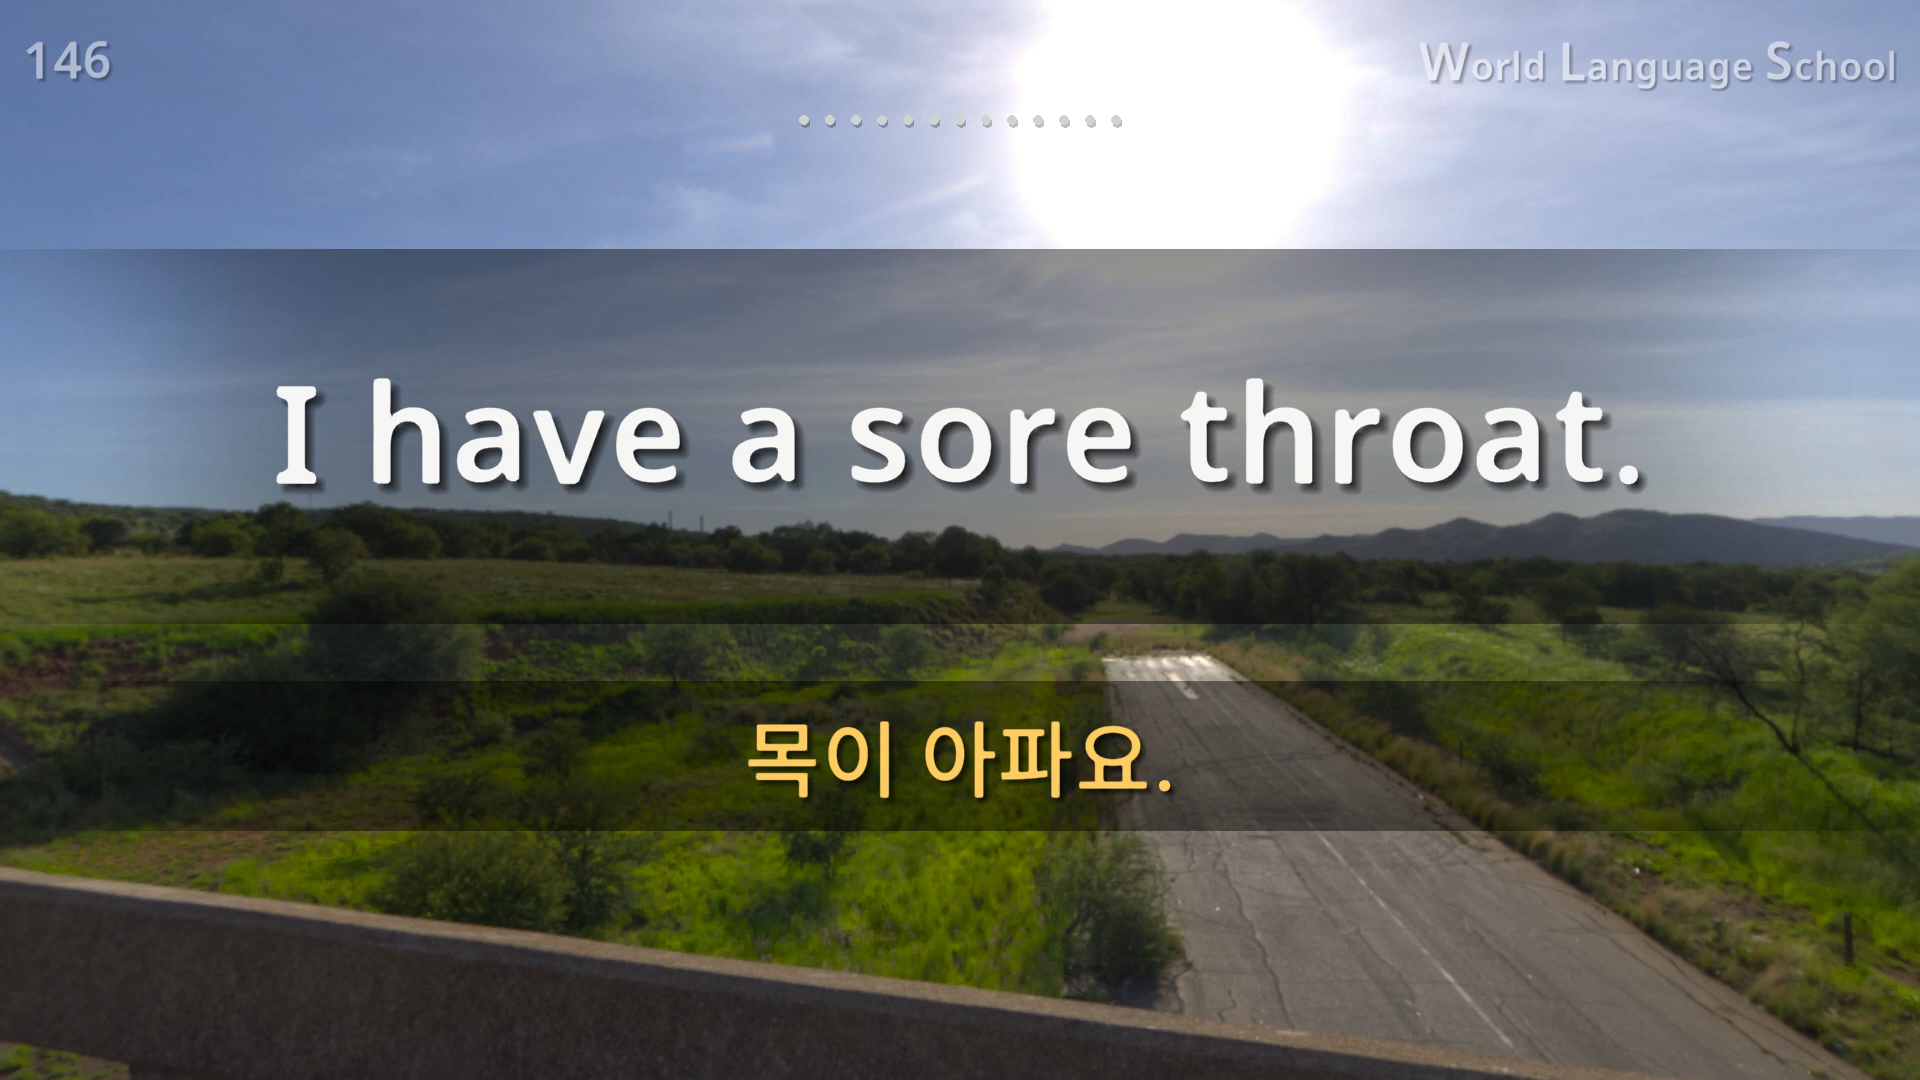 146
World Language School
I have a sore throat.
목이 아파요.